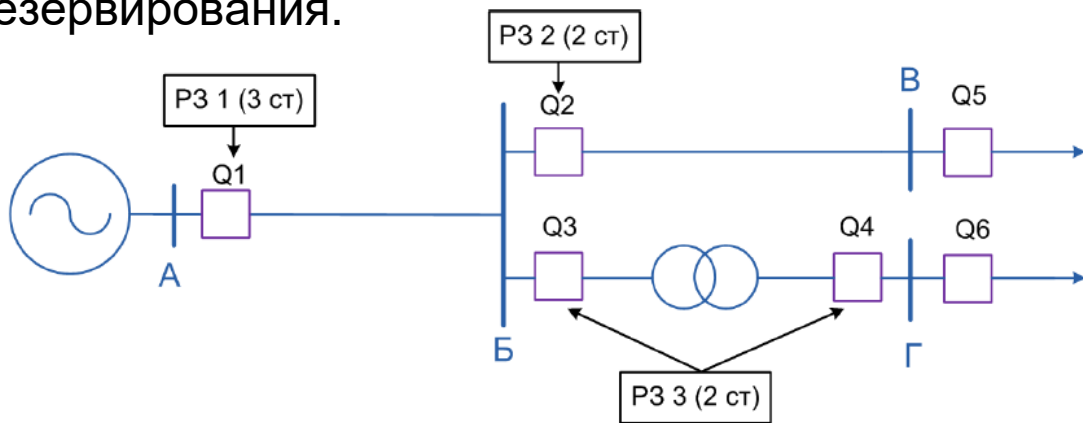 езервирования.
РЗ 2 (2 ст)
РЗ 1 (3 ст)
Q2
В
Q5
Q1
А
Q3
Q4
Q6
Б
Г
РЗ 3 (2 ст)